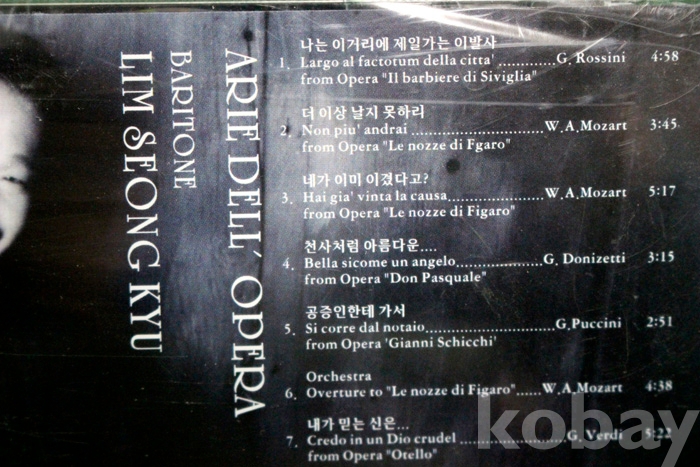 ARIE DELL' OPERA
BARITONE
LIM SEONG KYU
나는 이거리에 제일가는 이발사
1. Largo al factotum della citta' ............G. Rossini 4:58
from Opera "Il barbiere di Siviglia"
더 이상 날지 못하리
2. Non piu' andrai ......................W.A.Mozart 3:45
from Opera "Le nozze di Fgaro"
네가 이미 이겼다고?
3. Hai gia' vinta la causa................W.A.Mozart 5:17
from Opera "Le nozze di Figaro"
천사처럼 아름다운....
4. Bella sicome un angelo.................G. Donizetti 3:15
from Opera "Don Pasquale"
공증인한데 가서
5. Si corre dal notaio......................G.Puccini 2:51
from Opera 'Gianni Schicchi'
Orchestra
6. Overture to "Le nozze di Figaro"......W.A.Mozart 4:38
내가 믿는 신은...
7. Credo in un Dio crudel ..................G. Verdi 5:22
from Opera "Otello"
kobay